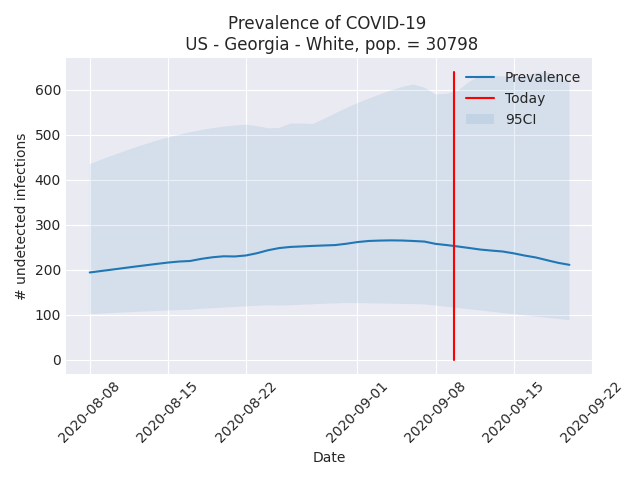 Prevalence of COVID-19
US - Georgia - White, pop. = 30798
Prevalence
Today
95CI
# undetected infections
600
500
400
300
200
100
0
2020-08-08
2020-08-15
2020-08-22
2020-09-01
2020-09-08
2020-09-15
2020-09-22
Date